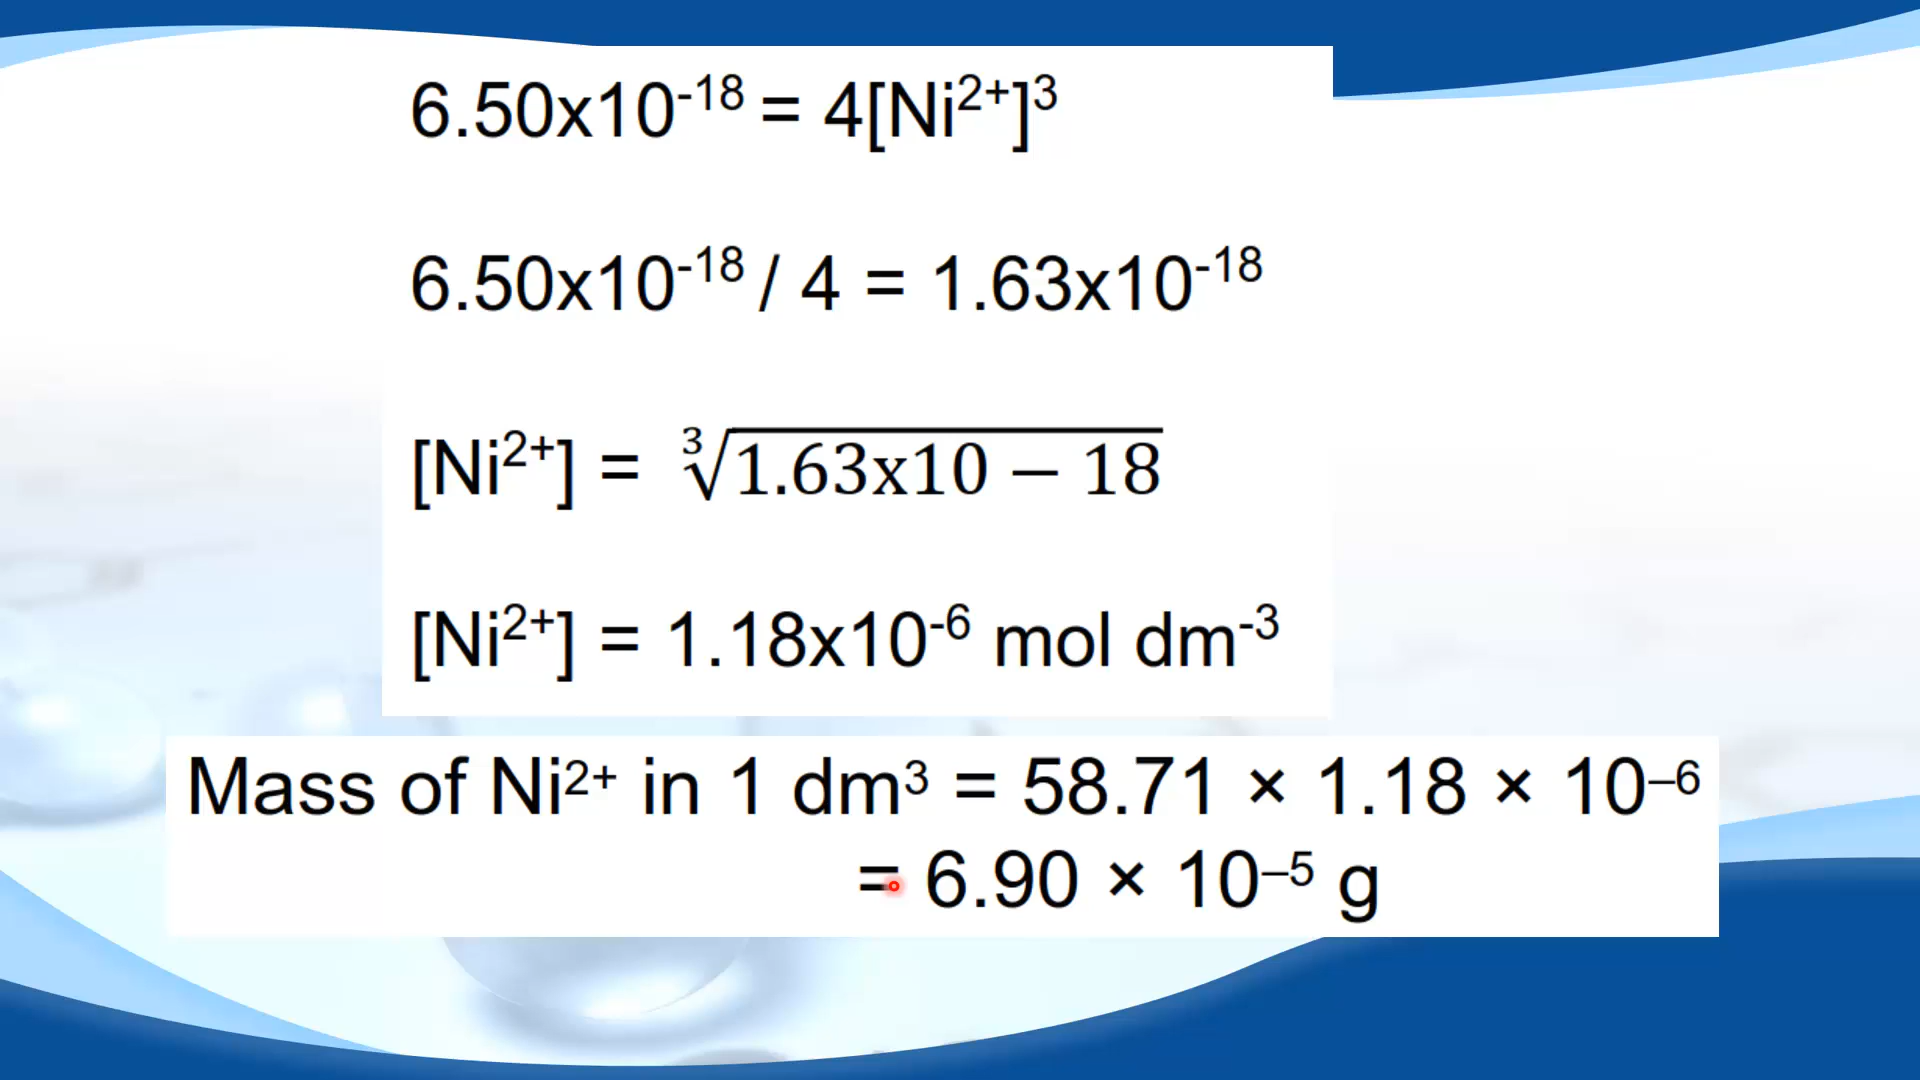 6.50x10⁻¹⁸ = 4[Ni²⁺]³
6.50x10⁻¹⁸ / 4 = 1.63x10⁻¹⁸
[Ni²⁺] = ∛1.63x10 − 18
[Ni²⁺] = 1.18x10⁻⁶ mol dm⁻³
Mass of Ni²⁺ in 1 dm³ = 58.71 × 1.18 × 10⁻⁶
= 6.90 × 10⁻⁵ g